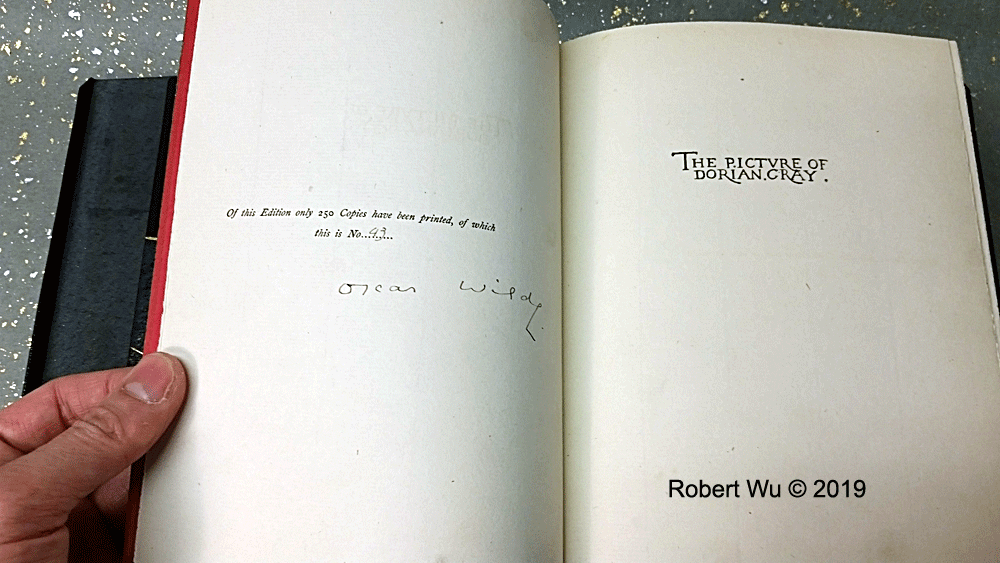 Of this Edition only 250 Copies have been printed, of which
this is No...93...
Oscar Wilde
THE PICTVRE OF
DORIAN.GRAY.
Robert Wu © 2019